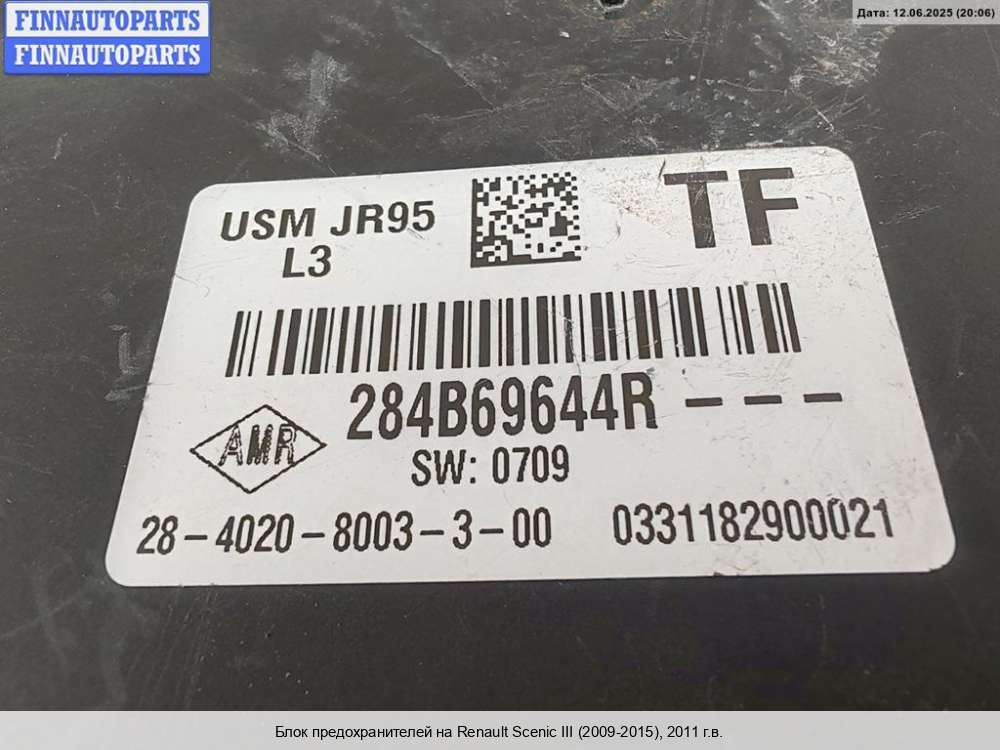 FINNAUTOPARTS
FINNAUTOPARTS
Дата: 12.06.2025 (20:06)
USM JR95
L3
TF
284B69644R - - -
AMR
SW: 0709
28-4020-8003-3-00 0331182900021
Блок предохранителей на Renault Scenic III (2009-2015), 2011 г.в.